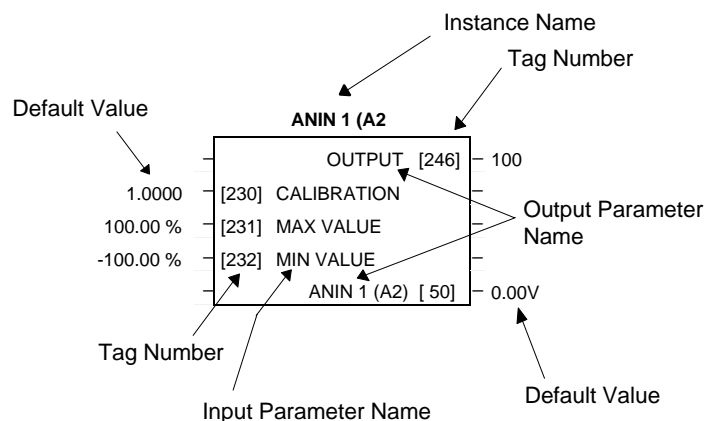 Instance Name
Tag Number
Default Value
ANIN 1 (A2
OUTPUT [246] 100
1.0000 [230] CALIBRATION
100.00 % [231] MAX VALUE
Output Parameter
Name
-100.00 % [232] MIN VALUE
ANIN 1 (A2) [ 50] 0.00V
Tag Number
Default Value
Input Parameter Name